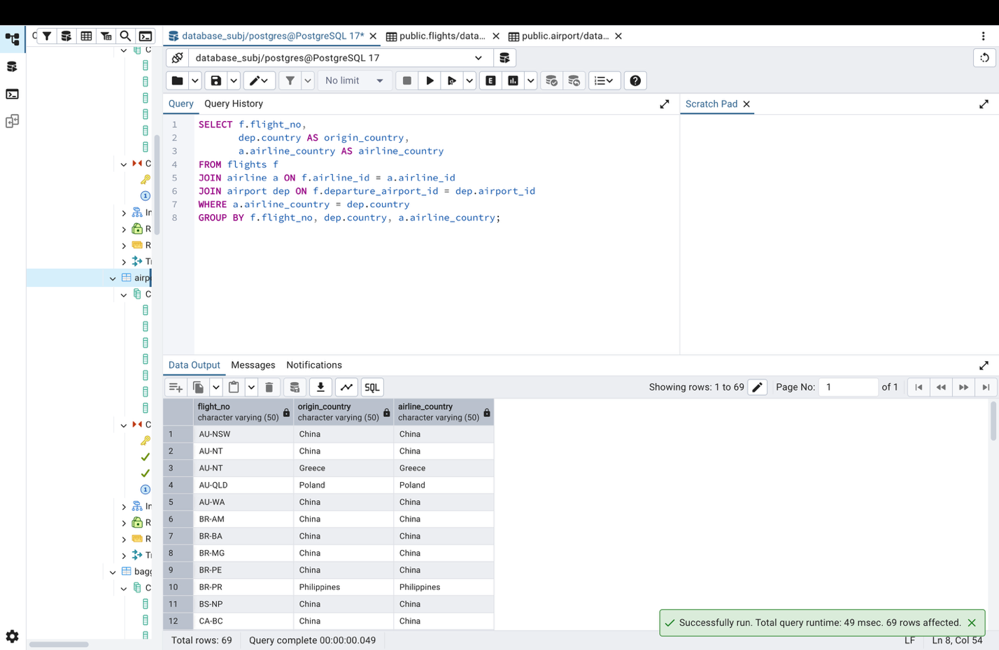 database_subj/postgres@PostgreSQL 17*
public.flights/data...
public.airport/data...
database_subj/postgres@PostgreSQL 17
No limit
E
Query
Query History
Scratch Pad
1 SELECT f.flight_no,
2 dep.country AS origin_country,
3 a.airline_country AS airline_country
4 FROM flights f
5 JOIN airline a ON f.airline_id = a.airline_id
6 JOIN airport dep ON f.departure_airport_id = dep.airport_id
7 WHERE a.airline_country = dep.country
8 GROUP BY f.flight_no, dep.country, a.airline_country;
C
C
1
In
R
R
Tr
airp
C
C
1
In
R
R
Tr
bagg
C
Data Output Messages Notifications
SQL
Showing rows: 1 to 69
Page No: 1 of 1
flight_no origin_country airline_country
character varying (50) character varying (50) character varying (50)
1 AU-NSW China China
2 AU-NT China China
3 AU-NT Greece Greece
4 AU-QLD Poland Poland
5 AU-WA China China
6 BR-AM China China
7 BR-BA China China
8 BR-MG China China
9 BR-PE China China
10 BR-PR Philippines Philippines
11 BS-NP China China
12 CA-BC China China
Successfully run. Total query runtime: 49 msec. 69 rows affected.
Total rows: 69 Query complete 00:00:00.049
LF Ln 8, Col 54